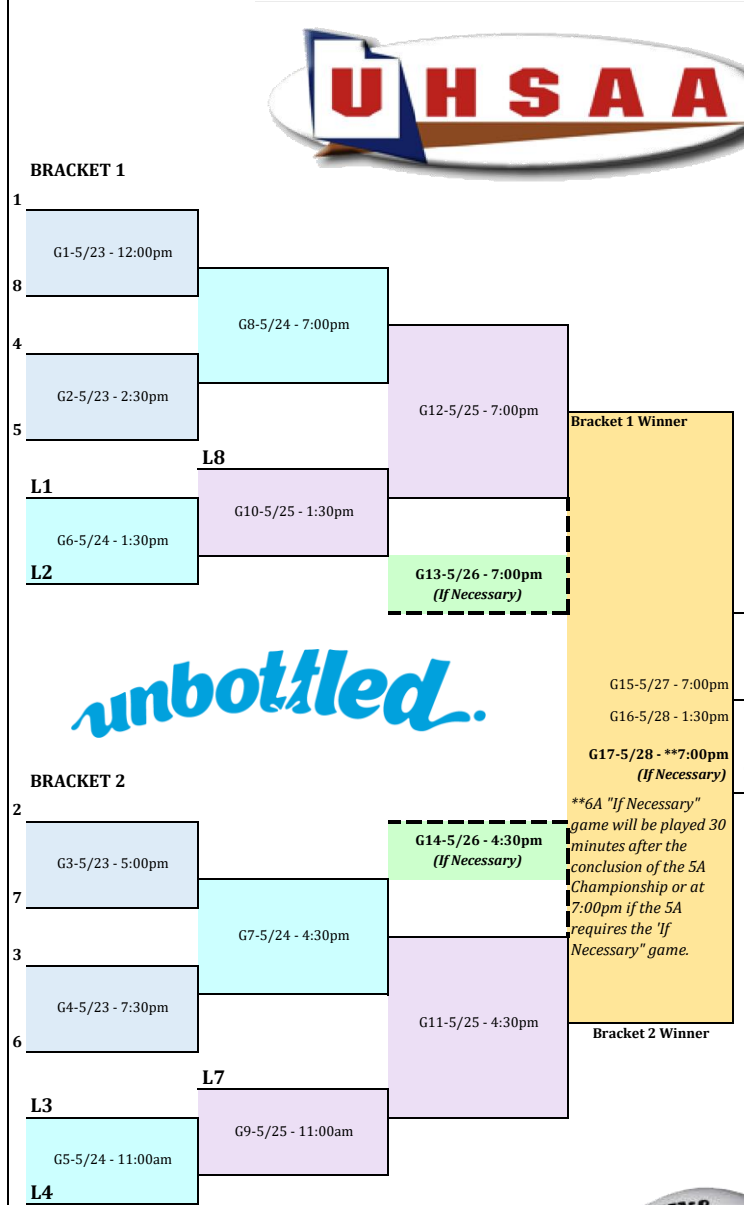 UHSAA
BRACKET 1
1
G1-5/23 - 12:00pm
8
G8-5/24 - 7:00pm
4
G2-5/23 - 2:30pm
5
G12-5/25 - 7:00pm
Bracket 1 Winner
L8
L1
G10-5/25 - 1:30pm
G6-5/24 - 1:30pm
L2
G13-5/26 - 7:00pm
(If Necessary)
unbottled.
G15-5/27 - 7:00pm
G16-5/28 - 1:30pm
G17-5/28 - **7:00pm
(If Necessary)
**6A "If Necessary"
game will be played 30
minutes after the
conclusion of the 5A
Championship or at
7:00pm if the 5A
requires the 'If
Necessary" game.
BRACKET 2
2
G3-5/23 - 5:00pm
7
G14-5/26 - 4:30pm
(If Necessary)
G7-5/24 - 4:30pm
3
G4-5/23 - 7:30pm
6
G11-5/25 - 4:30pm
Bracket 2 Winner
L7
L3
G9-5/25 - 11:00am
G5-5/24 - 11:00am
L4